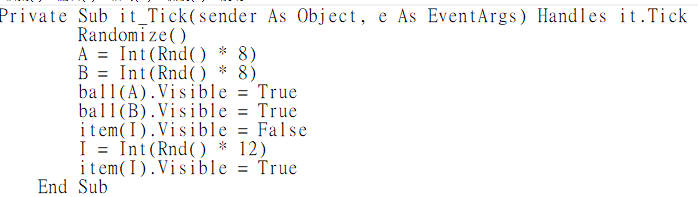 Private Sub it_Tick(sender As Object, e As EventArgs) Handles it.Tick
Randomize()
A = Int(Rnd() * 8)
B = Int(Rnd() * 8)
ball(A).Visible = True
ball(B).Visible = True
item(I).Visible = False
I = Int(Rnd() * 12)
item(I).Visible = True
End Sub